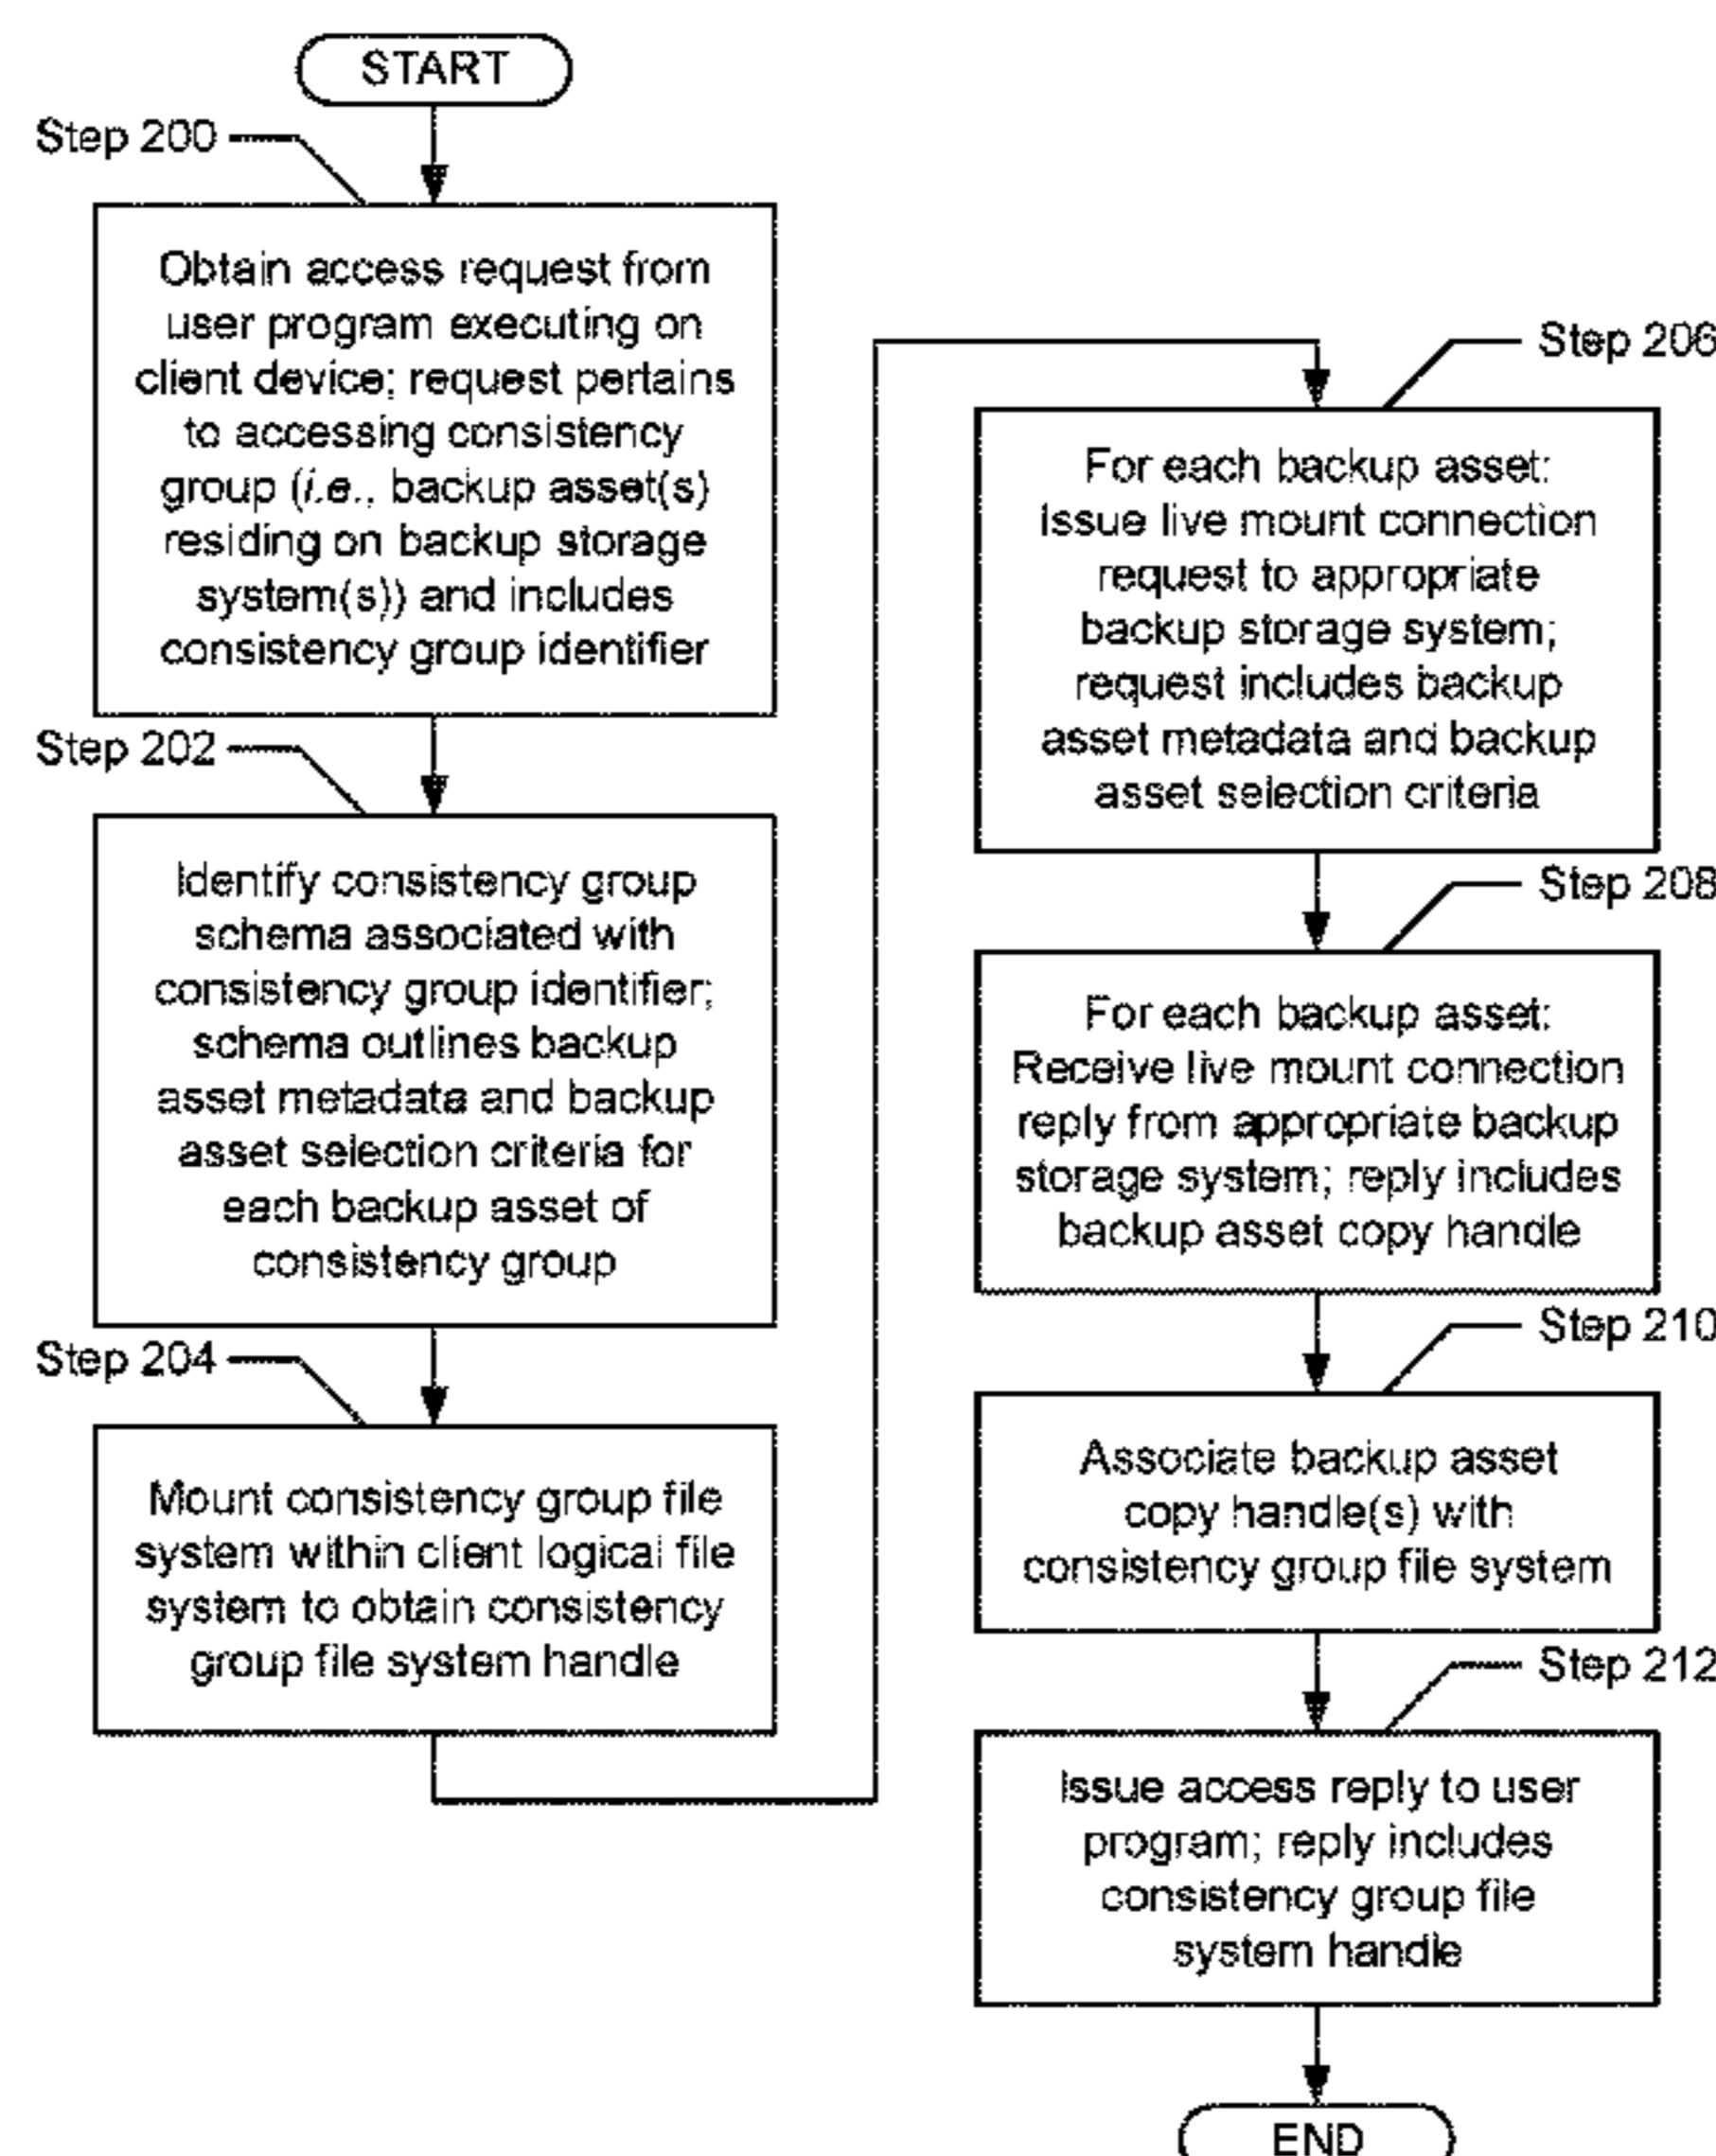 START
Step 200
Obtain access request from
user program executing on
client device; request pertains
to accessing consistency
group (i.e., backup asset(s)
residing on backup storage
system(s)) and includes
consistency group identifier
Step 202
Identify consistency group
schema associated with
consistency group identifier;
schema outlines backup
asset metadata and backup
asset selection criteria for
each backup asset of
consistency group
Step 204
Mount consistency group file
system within client logical file
system to obtain consistency
group file system handle
Step 206
For each backup asset:
Issue live mount connection
request to appropriate
backup storage system;
request includes backup
asset metadata and backup
asset selection criteria
Step 208
For each backup asset:
Receive live mount connection
reply from appropriate backup
storage system; reply includes
backup asset copy handle
Step 210
Associate backup asset
copy handle(s) with
consistency group file system
Step 212
Issue access reply to user
program; reply includes
consistency group file
system handle
END